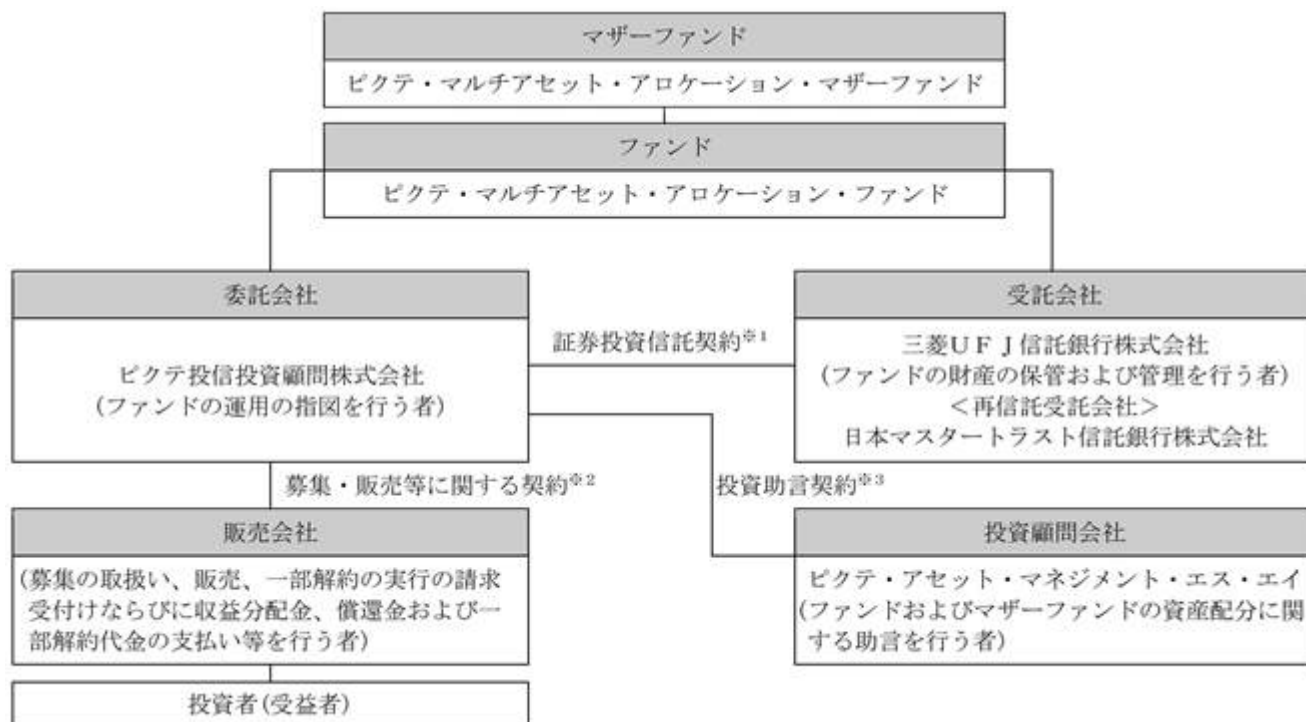 マザーファンド
ピクテ・マルチアセット・アロケーション・マザーファンド
ファンド
ピクテ・マルチアセット・アロケーション・ファンド
委託会社
ピクテ投信投資顧問株式会社
(ファンドの運用の指図を行う者)
証券投資信託契約※1
受託会社
三菱UFJ信託銀行株式会社
(ファンドの財産の保管および管理を行う者)
<再信託受託会社>
日本マスタートラスト信託銀行株式会社
募集・販売等に関する契約※2
投資助言契約※3
販売会社
(募集の取扱い、販売、一部解約の実行の請求
受付けならびに収益分配金、償還金および一
部解約代金の支払い等を行う者)
投資顧問会社
ピクテ・アセット・マネジメント・エス・エイ
(ファンドおよびマザーファンドの資産配分に関
する助言を行う者)
投資者(受益者)